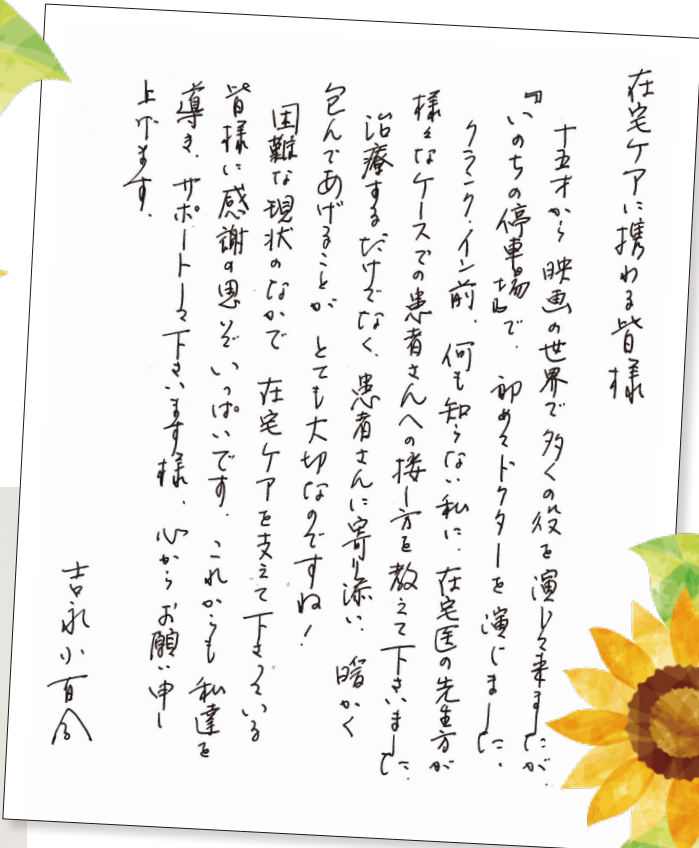 在宅ケアに携わる皆様
十五才から映画の世界で多くの役を演じて来ましたが、
『いのちの停車場』で、初めてドクターを演じました。
クランク・イン前、何も知らない私に、在宅医の先生方が
様々なケースでの患者さんへの接し方を教えて下さいました。
治療するだけでなく、患者さんに寄り添い、暖かく
包んであげることが とても大切なのですね！
困難な現状のなかで 在宅ケアを支えて下さっている
皆様に感謝の思いでいっぱいです。これからも私達を
導き、サポートして下さいます様、心からお願い申し
上げます。
吉永小百合